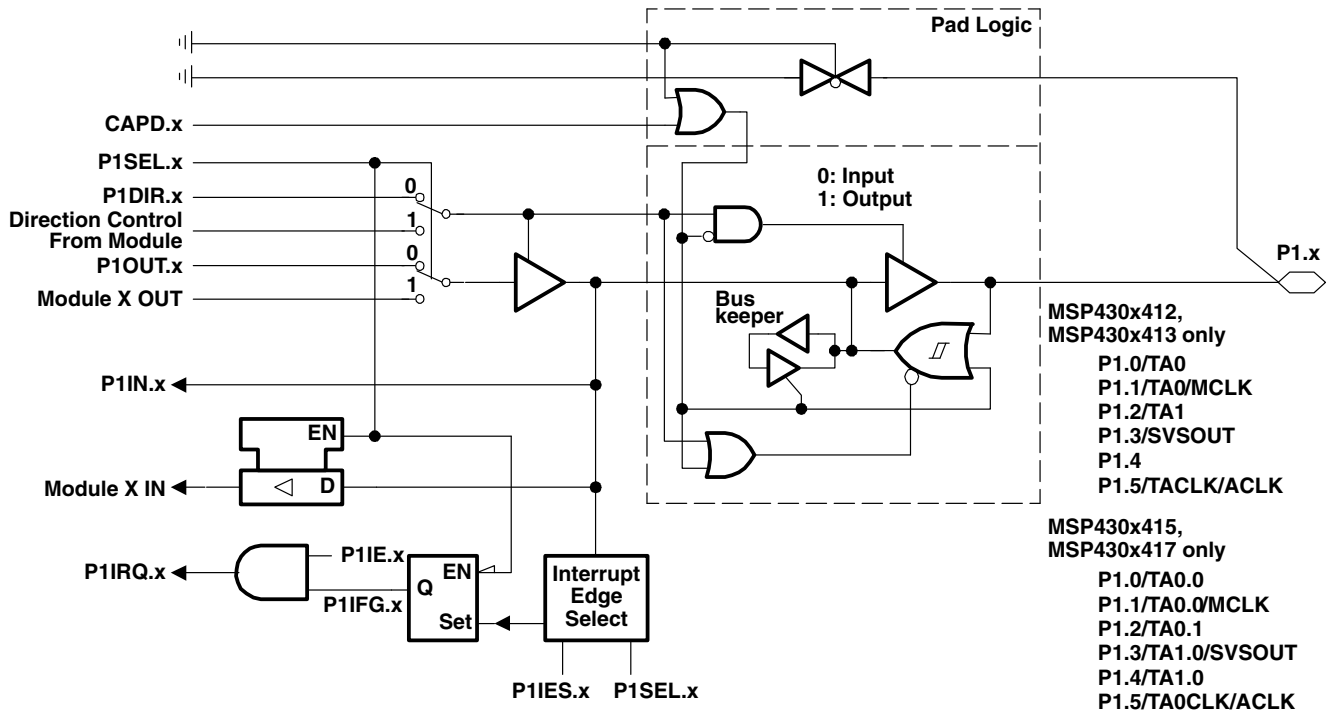 Pad Logic
CAPD.x
P1SEL.x
P1DIR.x
0
Direction Control
From Module
1
P1OUT.x
0
Module X OUT
1
0: Input
1: Output
P1.x
Bus
keeper
P1IN.x
EN
Module X IN
D
P1IE.x
P1IRQ.x
P1IFG.x
EN
Q
Set
Interrupt
Edge
Select
P1IES.x
P1SEL.x
MSP430x412,
MSP430x413 only
P1.0/TA0
P1.1/TA0/MCLK
P1.2/TA1
P1.3/SVSOUT
P1.4
P1.5/TACLK/ACLK
MSP430x415,
MSP430x417 only
P1.0/TA0.0
P1.1/TA0.0/MCLK
P1.2/TA0.1
P1.3/TA1.0/SVSOUT
P1.4/TA1.0
P1.5/TA0CLK/ACLK